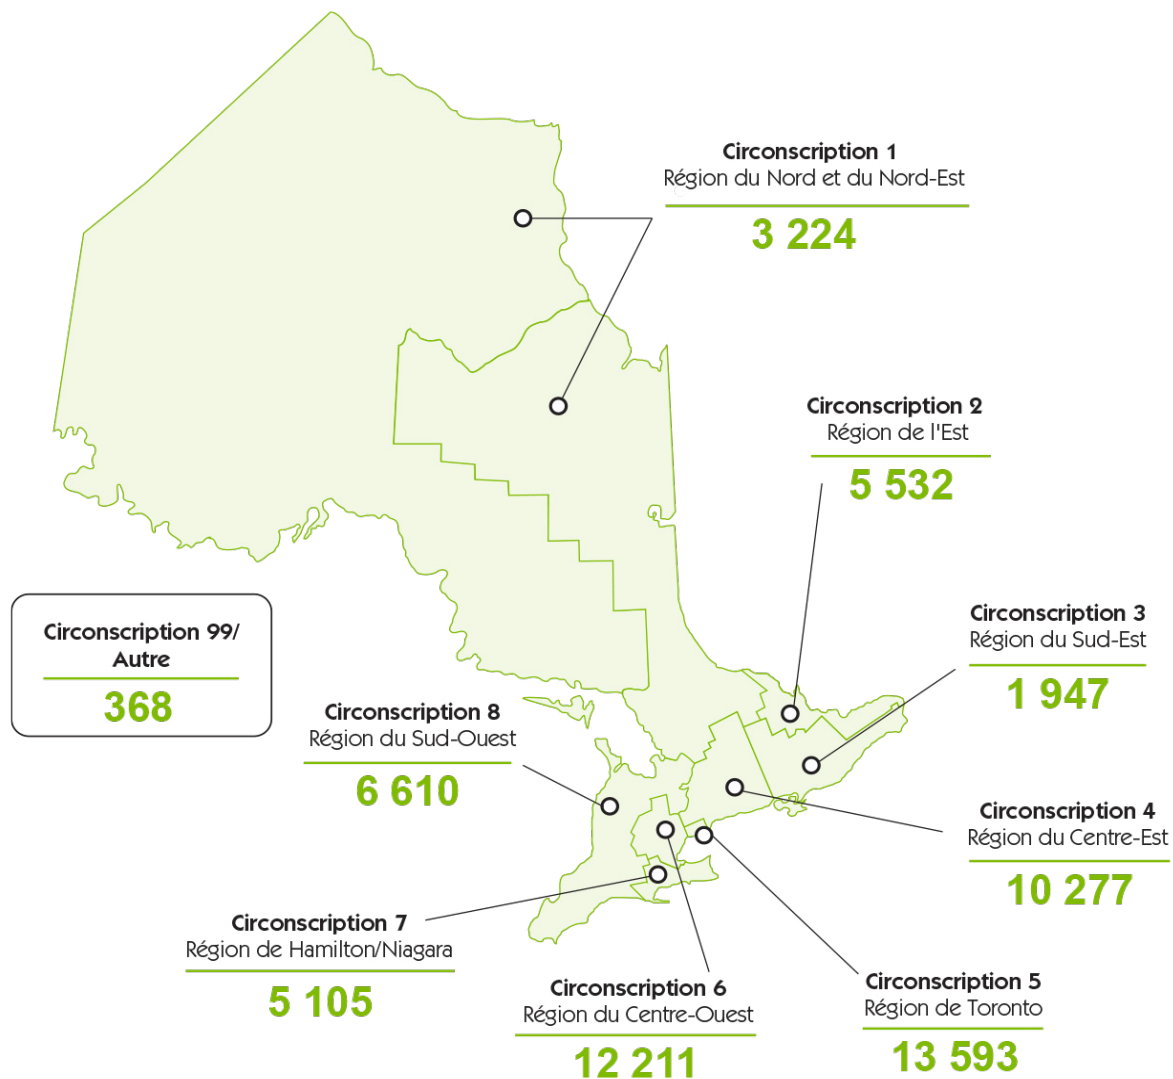 Circonscription 1
Région du Nord et du Nord-Est
3 224
Circonscription 2
Région de l'Est
5 532
Circonscription 3
Région du Sud-Est
1 947
Circonscription 99/
Autre
368
Circonscription 8
Région du Sud-Ouest
6 610
Circonscription 4
Région du Centre-Est
10 277
Circonscription 7
Région de Hamilton/Niagara
5 105
Circonscription 6
Région du Centre-Ouest
12 211
Circonscription 5
Région de Toronto
13 593